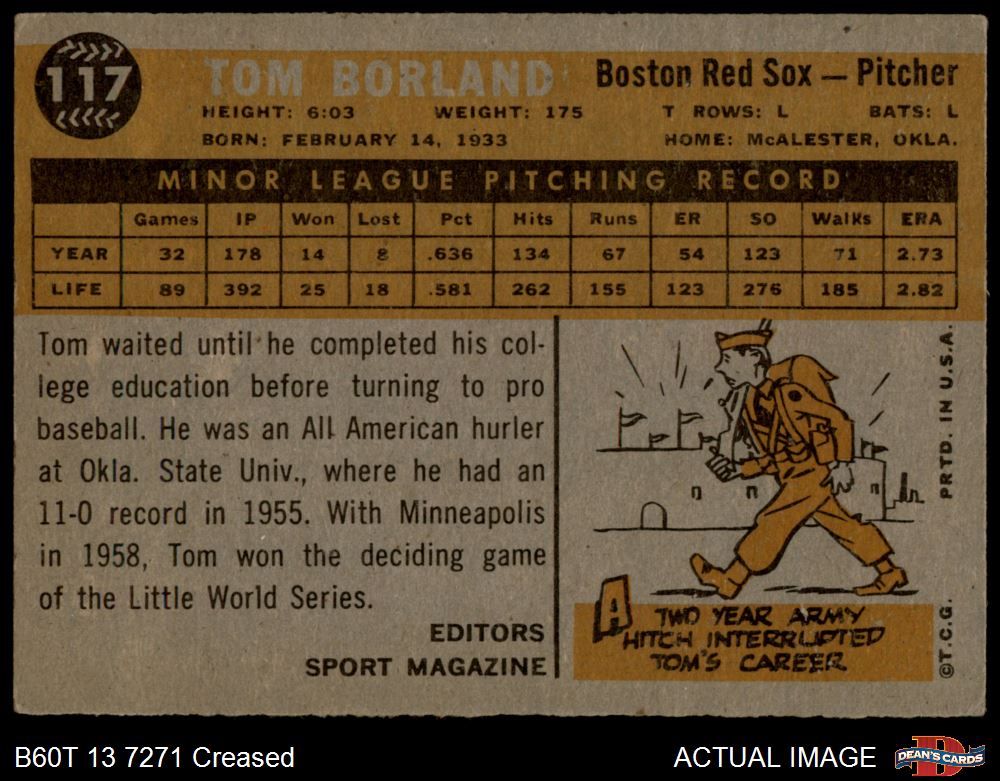 117
TOM BORLAND
Boston Red Sox — Pitcher
HEIGHT: 6:03 WEIGHT: 175 T ROWS: L BATS: L
BORN: FEBRUARY 14, 1933 HOME: McALESTER, OKLA.
MINOR LEAGUE PITCHING RECORD
Games IP Won Lost Pct Hits Runs ER SO Walks ERA
YEAR 32 178 14 8 .636 134 67 54 123 71 2.73
LIFE 89 392 25 18 .581 262 155 123 276 185 2.82
Tom waited until he completed his col-
lege education before turning to pro
baseball. He was an All American hurler
at Okla. State Univ., where he had an
11-0 record in 1955. With Minneapolis
in 1958, Tom won the deciding game
of the Little World Series.
EDITORS
SPORT MAGAZINE
A TWO YEAR ARMY
HITCH INTERRUPTED
TOM'S CAREER
PRTD. IN U.S.A.
©T.C.G.
B60T 13 7271 Creased
ACTUAL IMAGE
DEAN'S CARDS